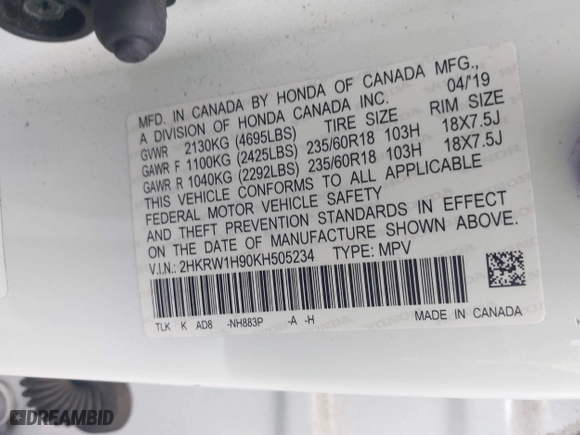 MFD. IN CANADA BY HONDA OF CANADA MFG.,
A DIVISION OF HONDA CANADA INC. 04/'19
TIRE SIZE RIM SIZE
GVWR 2130KG (4695LBS)
GAWR F 1100KG (2425LBS) 235/60R18 103H 18X7.5J
GAWR R 1040KG (2292LBS) 235/60R18 103H 18X7.5J
THIS VEHICLE CONFORMS TO ALL APPLICABLE
FEDERAL MOTOR VEHICLE SAFETY
AND THEFT PREVENTION STANDARDS IN EFFECT
ON THE DATE OF MANUFACTURE SHOWN ABOVE.
V.I.N.: 2HKRW1H90KH505234 TYPE: MPV
TLK K AD8 -NH883P -A -H MADE IN CANADA
DREAMBID